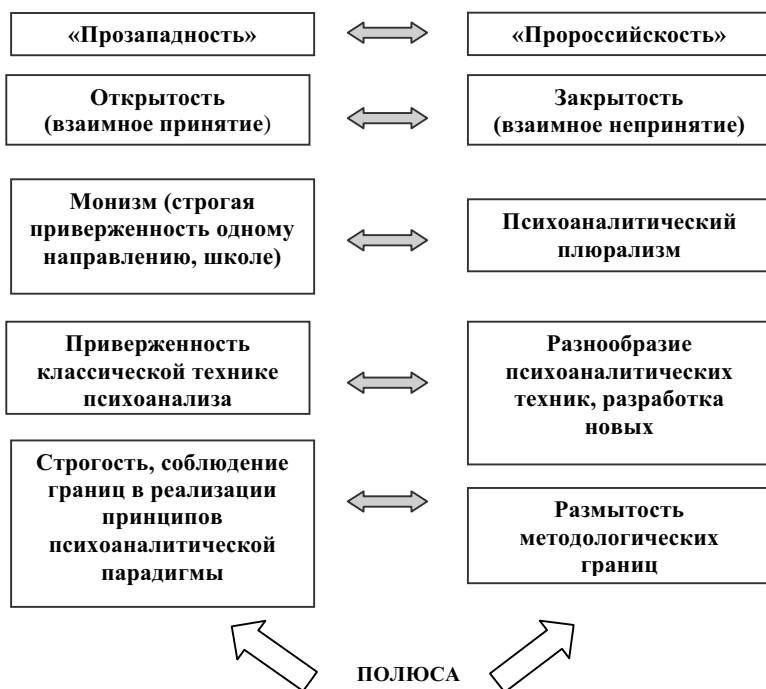 «Прозападность»
«Пророссийскость»
Открытость
(взаимное принятие)
Закрытость
(взаимное непринятие)
Монизм (строгая
приверженность одному
направлению, школе)
Психоаналитический
плюрализм
Приверженность
классической технике
психоанализа
Разнообразие
психоаналитических
техник, разработка
новых
Строгость, соблюдение
границ в реализации
принципов
психоаналитической
парадигмы
Размытость
методологических
границ
ПОЛЮСА